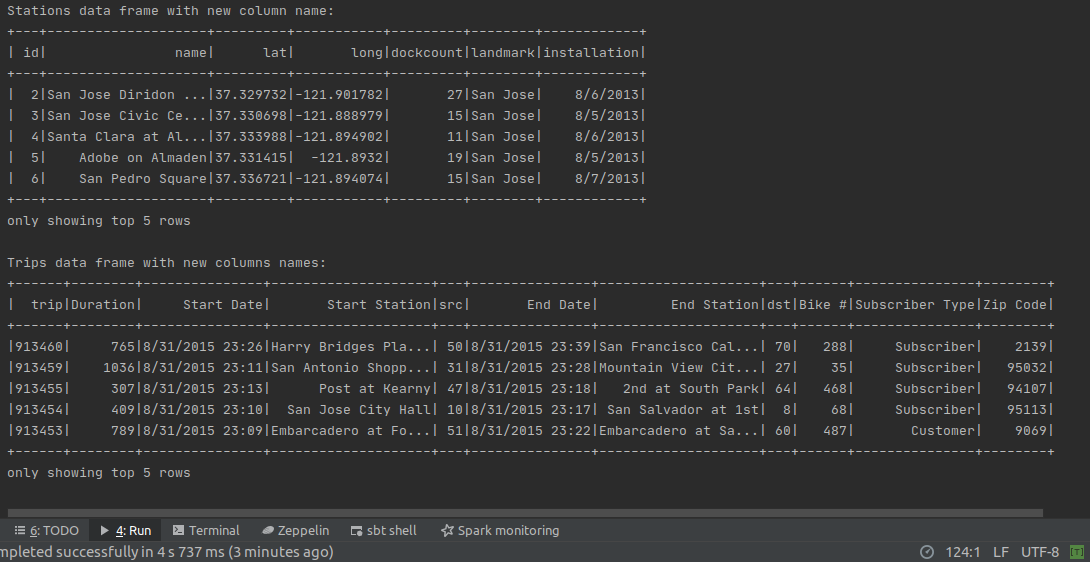 Stations data frame with new column name:
+---+--------------------+---------+-----------+---------+--------+------------+
| id|                name|      lat|       long|dockcount|landmark|installation|
+---+--------------------+---------+-----------+---------+--------+------------+
|  2|San Jose Diridon ...|37.329732|-121.901782|       27|San Jose|    8/6/2013|
|  3|San Jose Civic Ce...|37.330698|-121.888979|       15|San Jose|    8/5/2013|
|  4|Santa Clara at Al...|37.333988|-121.894902|       11|San Jose|    8/6/2013|
|  5|    Adobe on Almaden|37.331415|  -121.8932|       19|San Jose|    8/5/2013|
|  6|    San Pedro Square|37.336721|-121.894074|       15|San Jose|    8/7/2013|
+---+--------------------+---------+-----------+---------+--------+------------+
only showing top 5 rows
Trips data frame with new columns names:
+------+--------+---------------+--------------------+---+---------------+--------------------+---+------+---------------+--------+
|  trip|Duration|     Start Date|       Start Station|src|       End Date|         End Station|dst|Bike #|Subscriber Type|Zip Code|
+------+--------+---------------+--------------------+---+---------------+--------------------+---+------+---------------+--------+
|913460|     765|8/31/2015 23:26|Harry Bridges Pla...| 50|8/31/2015 23:39|San Francisco Cal...| 70|   288|     Subscriber|    2139|
|913459|    1036|8/31/2015 23:11|San Antonio Shopp...| 31|8/31/2015 23:28|Mountain View Cit...| 27|    35|     Subscriber|   95032|
|913455|     307|8/31/2015 23:13|      Post at Kearny| 47|8/31/2015 23:18|   2nd at South Park| 64|   468|     Subscriber|   94107|
|913454|     409|8/31/2015 23:10|  San Jose City Hall| 10|8/31/2015 23:17| San Salvador at 1st|  8|    68|     Subscriber|   95113|
|913453|     789|8/31/2015 23:09|Embarcadero at Fo...| 51|8/31/2015 23:22|Embarcadero at Sa...| 60|   487|       Customer|    9069|
+------+--------+---------------+--------------------+---+---------------+--------------------+---+------+---------------+--------+
only showing top 5 rows
6: TODO 4: Run Terminal Zeppelin sbt shell Spark monitoring
mpleted successfully in 4 s 737 ms (3 minutes ago) 124:1 LF UTF-8 [T]